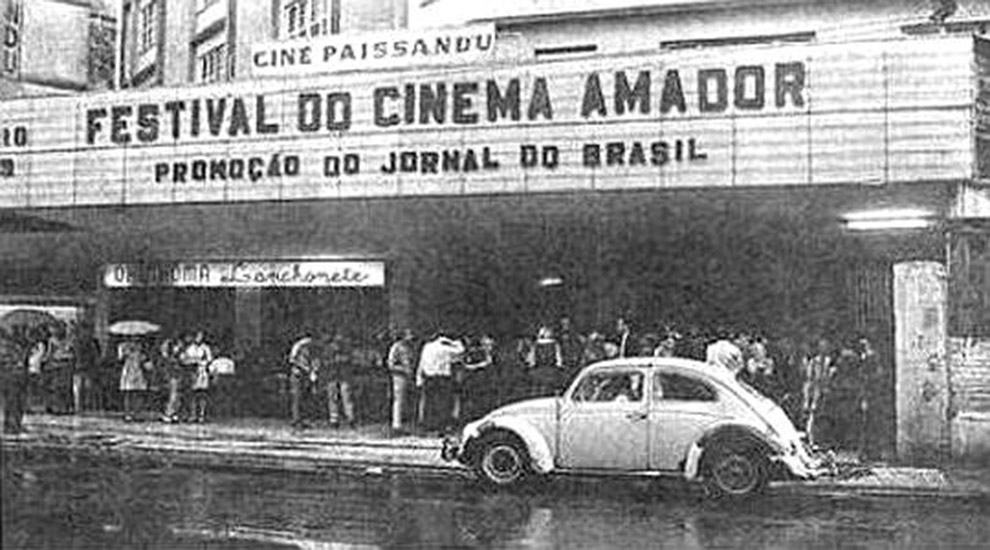 CINE PAISSANDU
FESTIVAL DO CINEMA AMADOR
PROMOÇÃO DO JORNAL DO BRASIL
Lanchonete